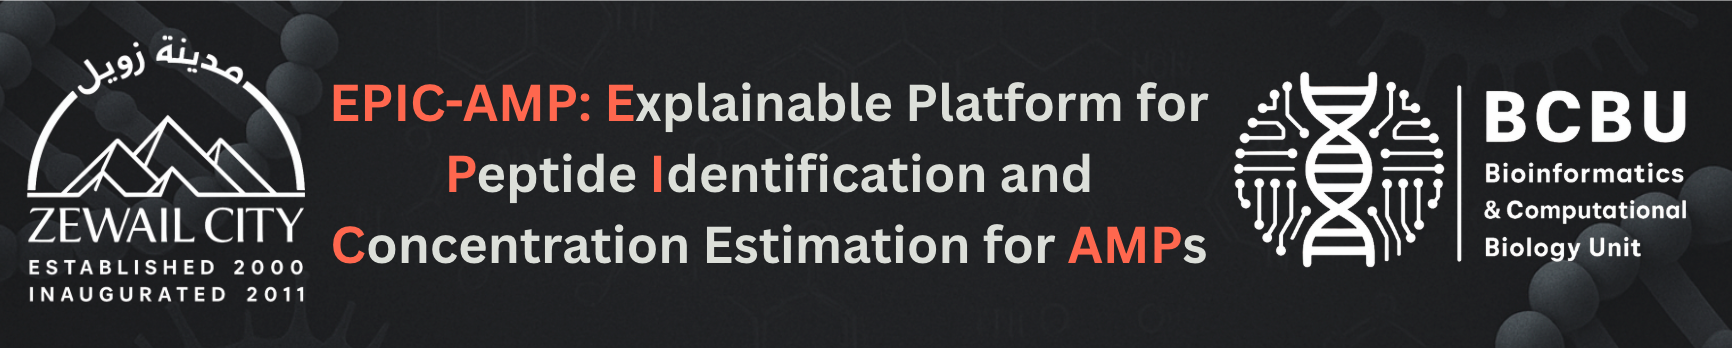 مدينة زويل
ZEWAIL CITY
ESTABLISHED 2000
INAUGURATED 2011
EPIC-AMP: Explainable Platform for
Peptide Identification and
Concentration Estimation for AMPs
BCBU
Bioinformatics
& Computational
Biology Unit